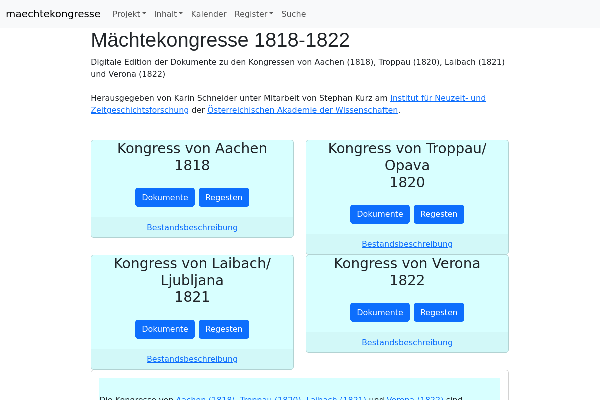 maechtekongresse Projekt Inhalt Kalender Register Suche
Mächtekongresse 1818-1822
Digitale Edition der Dokumente zu den Kongressen von Aachen (1818), Troppau (1820), Laibach (1821)
und Verona (1822)
Herausgegeben von Karin Schneider unter Mitarbeit von Stephan Kurz am Institut für Neuzeit- und
Zeitgeschichtsforschung der Österreichischen Akademie der Wissenschaften.
Kongress von Aachen
1818
Dokumente Regesten
Bestandsbeschreibung
Kongress von Troppau/
Opava
1820
Dokumente Regesten
Bestandsbeschreibung
Kongress von Laibach/
Ljubljana
1821
Dokumente Regesten
Bestandsbeschreibung
Kongress von Verona
1822
Dokumente Regesten
Bestandsbeschreibung
Die Kongresse von Aachen (1818), Troppau (1820), Laibach (1821) und Verona (1822) sind